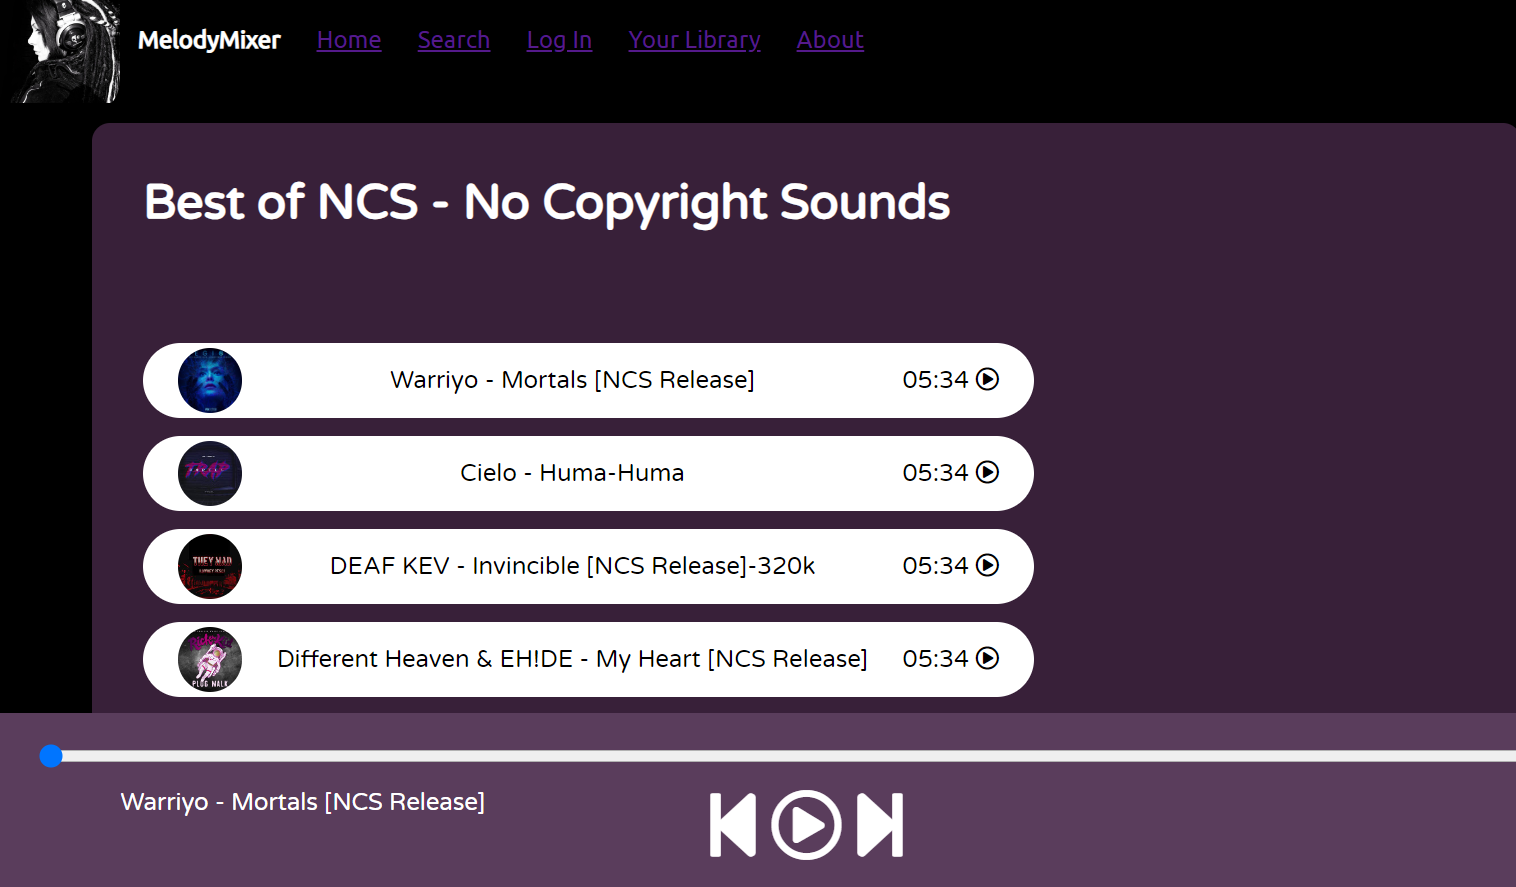 MelodyMixer Home Search Log In Your Library About
Best of NCS - No Copyright Sounds
Warriyo - Mortals [NCS Release] 05:34
TRAP
Cielo - Huma-Huma 05:34
THEY MAD
DEAF KEV - Invincible [NCS Release]-320k 05:34
PLUG WALK
Different Heaven & EH!DE - My Heart [NCS Release] 05:34
Warriyo - Mortals [NCS Release]